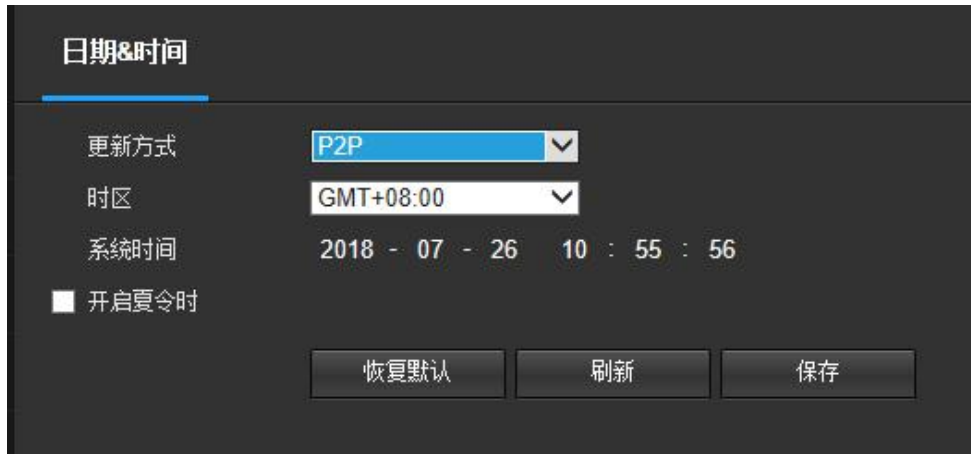 日期&时间
更新方式 P2P
时区 GMT+08:00
系统时间 2018 - 07 - 26 10 : 55 : 56
开启夏令时
恢复默认 刷新 保存